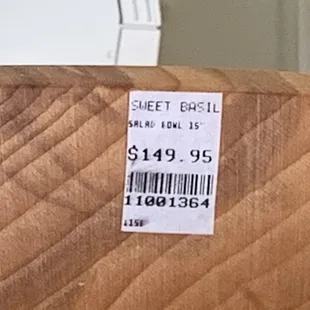 SWEET BASIL
SALAD BOWL 15"
$149.95
11001364